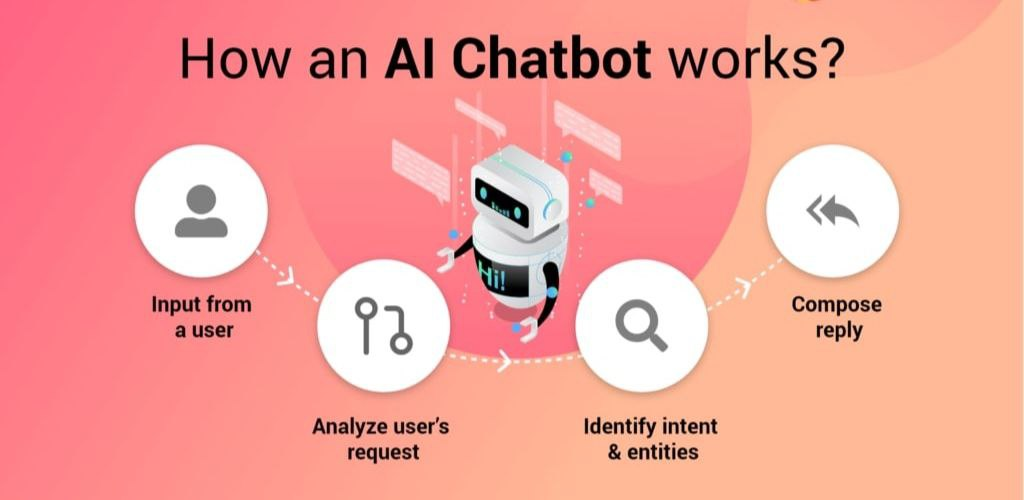 How an AI Chatbot works?
Hi!
Input from
a user
Analyze user’s
request
Identify intent
& entities
Compose
reply